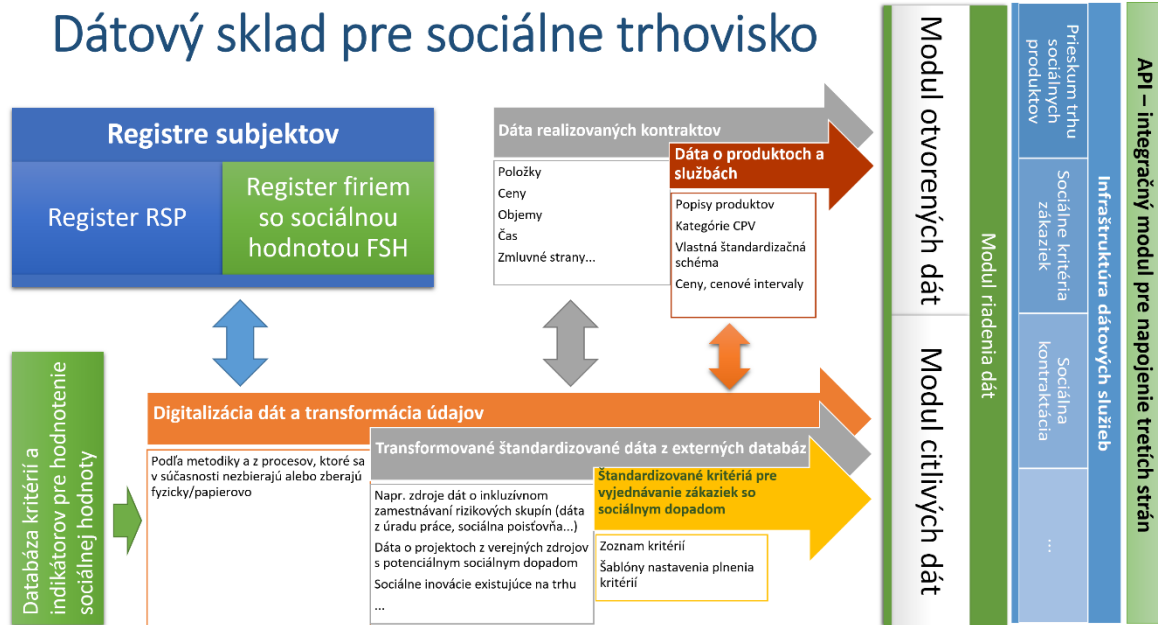 Dátový sklad pre sociálne trhovisko
Registre subjektov
Register RSP
Register firiem
so sociálnou
hodnotou FSH
Dáta realizovaných kontraktov
Položky
Ceny
Objemy
Čas
Zmluvné strany...
Dáta o produktoch a
službách
Popisy produktov
Kategórie CPV
Vlastná štandardizačná
schéma
Ceny, cenové intervaly
Databáza kritérií a
indikátorov pre hodnotenie
sociálnej hodnoty
Digitalizácia dát a transformácia údajov
Podľa metodiky a z procesov, ktoré sa
v súčasnosti nezbierajú alebo zberajú
fyzicky/papierovo
Transformované štandardizované dáta z externých databáz
Napr. zdroje dát o inkluzívnom
zamestnávaní rizikových skupín (dáta
z úradu práce, sociálna poisťovňa...)
Dáta o projektoch z verejných zdrojov
s potenciálnym sociálnym dopadom
Sociálne inovácie existujúce na trhu
...
Štandardizované kritériá pre
vyjednávanie zákaziek so
sociálnym dopadom
Zoznam kritérií
Šablóny nastavenia plnenia
kritérií
Modul otvorených dát
Modul citlivých dát
Modul riadenia dát
Prieskum trhu
sociálnych
produktov
Sociálne kritéria
zákaziek
Sociálna
kontraktácia
...
Infraštruktúra dátových služieb
API – integračný modul pre napojenie tretích strán